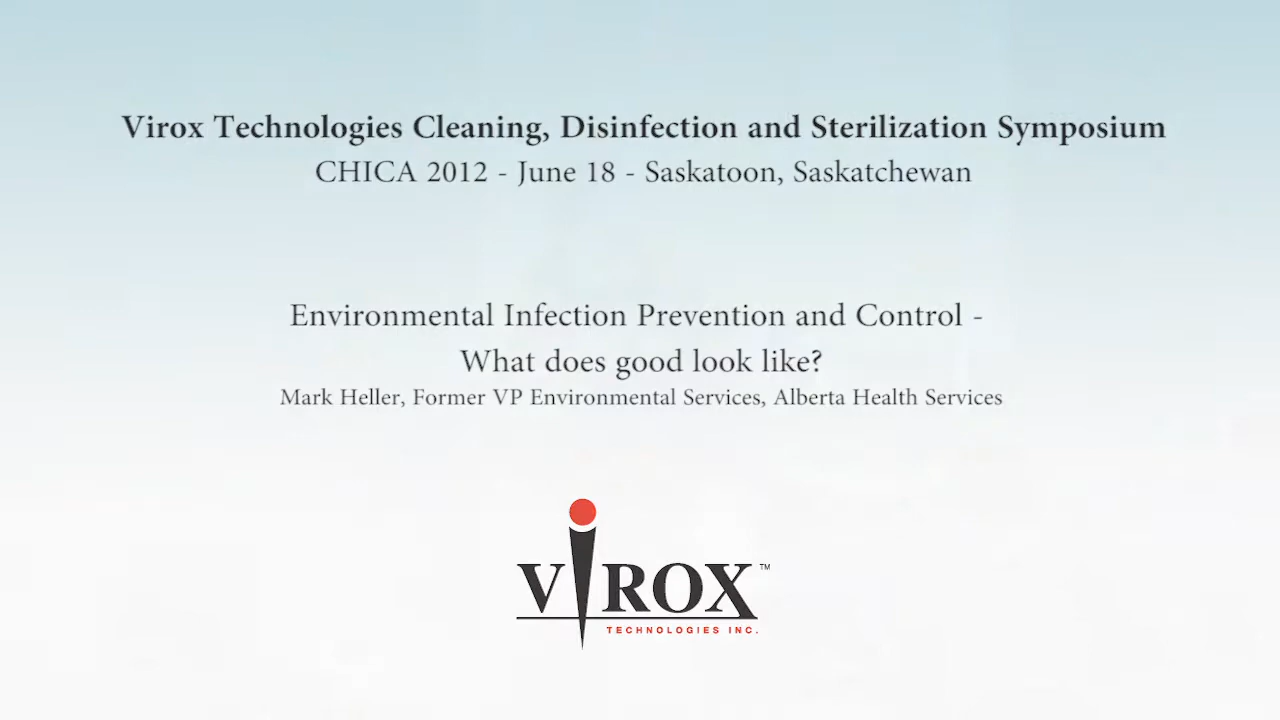 Virox Technologies Cleaning, Disinfection and Sterilization Symposium
CHICA 2012 - June 18 - Saskatoon, Saskatchewan
Environmental Infection Prevention and Control -
What does good look like?
Mark Heller, Former VP Environmental Services, Alberta Health Services
VIROX™
TECHNOLOGIES INC.